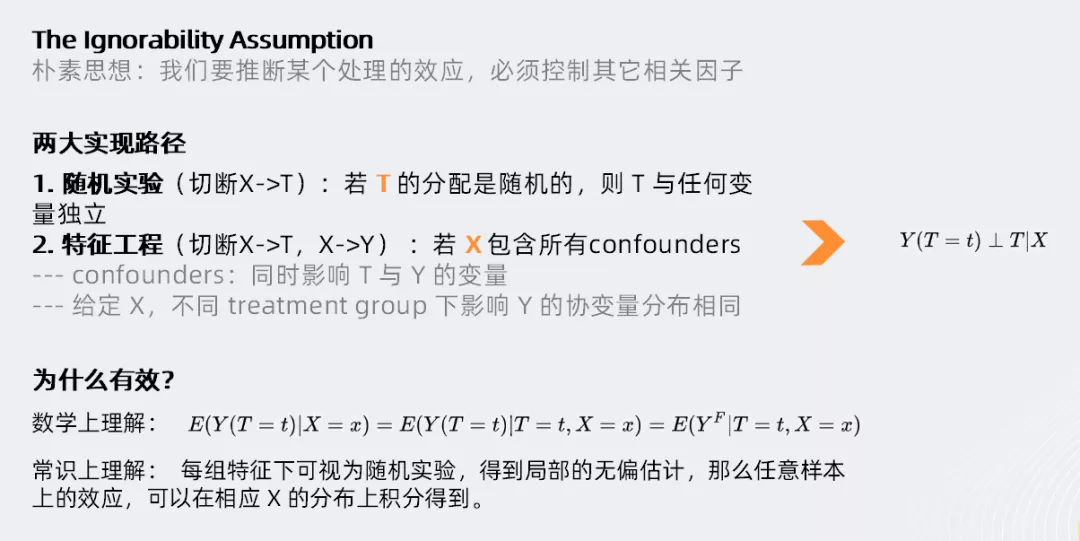 The Ignorability Assumption
朴素思想：我们要推断某个处理的效应，必须控制其它相关因子
两大实现路径
1. 随机实验（切断X->T）：若 T 的分配是随机的，则 T 与任何变
量独立
2. 特征工程（切断X->T，X->Y）：若 X 包含所有confounders
--- confounders：同时影响 T 与 Y 的变量
--- 给定 X，不同 treatment group 下影响 Y 的协变量分布相同
Y(T = t) ⊥ T|X
为什么有效？
数学上理解： E(Y(T = t)|X = x) = E(Y(T = t)|T = t, X = x) = E(Y^F|T = t, X = x)
常识上理解： 每组特征下可视为随机实验，得到局部的无偏估计，那么任意样本
上的效应，可以在相应 X 的分布上积分得到。